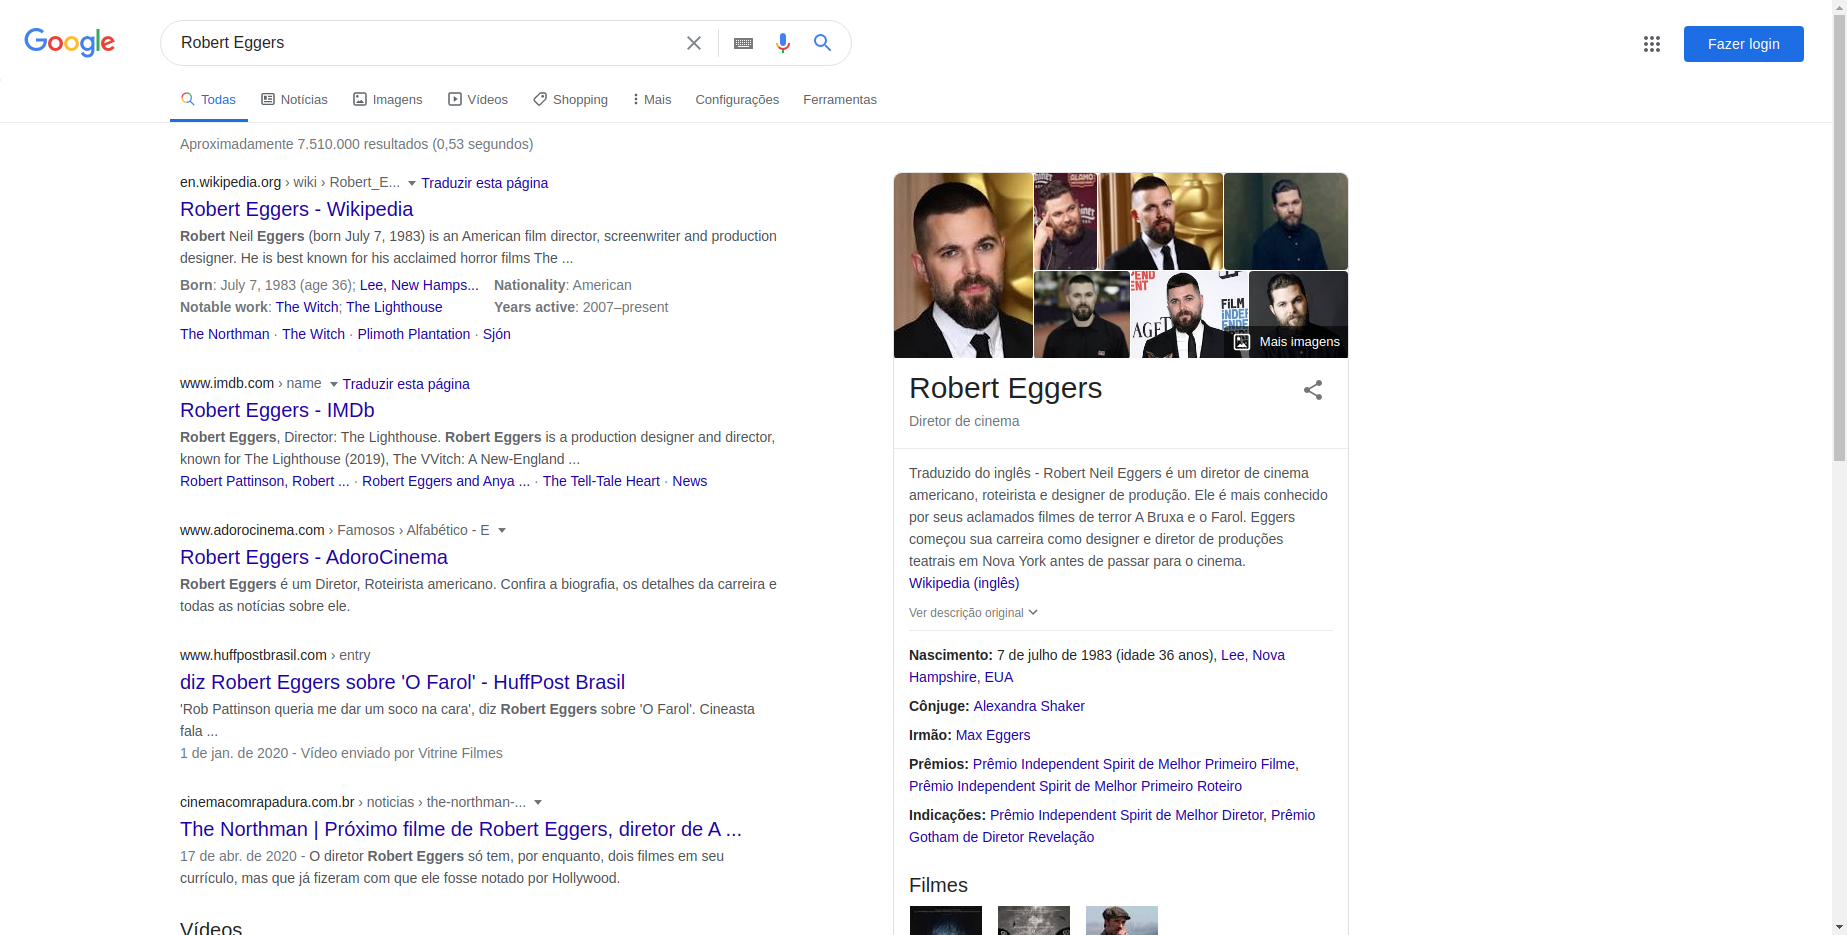 Google
Robert Eggers
Fazer login
Todas
Notícias
Imagens
Vídeos
Shopping
Mais
Configurações
Ferramentas
Aproximadamente 7.510.000 resultados (0,53 segundos)
en.wikipedia.org › wiki › Robert_E... Traduzir esta página
Robert Eggers - Wikipedia
Robert Neil Eggers (born July 7, 1983) is an American film director, screenwriter and production
designer. He is best known for his acclaimed horror films The ...
Born: July 7, 1983 (age 36); Lee, New Hamps... Nationality: American
Notable work: The Witch; The Lighthouse Years active: 2007–present
The Northman · The Witch · Plimoth Plantation · Sjón
www.imdb.com › name Traduzir esta página
Robert Eggers - IMDb
Robert Eggers, Director: The Lighthouse. Robert Eggers is a production designer and director,
known for The Lighthouse (2019), The VVitch: A New-England ...
Robert Pattinson, Robert ... · Robert Eggers and Anya ... · The Tell-Tale Heart · News
www.adorocinema.com › Famosos › Alfabético - E
Robert Eggers - AdoroCinema
Robert Eggers é um Diretor, Roteirista americano. Confira a biografia, os detalhes da carreira e
todas as notícias sobre ele.
www.huffpostbrasil.com › entry
diz Robert Eggers sobre 'O Farol' - HuffPost Brasil
'Rob Pattinson queria me dar um soco na cara', diz Robert Eggers sobre 'O Farol'. Cineasta
fala ...
1 de jan. de 2020 - Vídeo enviado por Vitrine Filmes
cinemacomrapadura.com.br › noticias › the-northman-...
The Northman | Próximo filme de Robert Eggers, diretor de A ...
17 de abr. de 2020 - O diretor Robert Eggers só tem, por enquanto, dois filmes em seu
currículo, mas que já fizeram com que ele fosse notado por Hollywood.
Vídeos
Mais imagens
Robert Eggers
Diretor de cinema
Traduzido do inglês - Robert Neil Eggers é um diretor de cinema
americano, roteirista e designer de produção. Ele é mais conhecido
por seus aclamados filmes de terror A Bruxa e o Farol. Eggers
começou sua carreira como designer e diretor de produções
teatrais em Nova York antes de passar para o cinema.
Wikipedia (inglês)
Ver descrição original
Nascimento: 7 de julho de 1983 (idade 36 anos), Lee, Nova
Hampshire, EUA
Cônjuge: Alexandra Shaker
Irmão: Max Eggers
Prêmios: Prêmio Independent Spirit de Melhor Primeiro Filme,
Prêmio Independent Spirit de Melhor Primeiro Roteiro
Indicações: Prêmio Independent Spirit de Melhor Diretor, Prêmio
Gotham de Diretor Revelação
Filmes